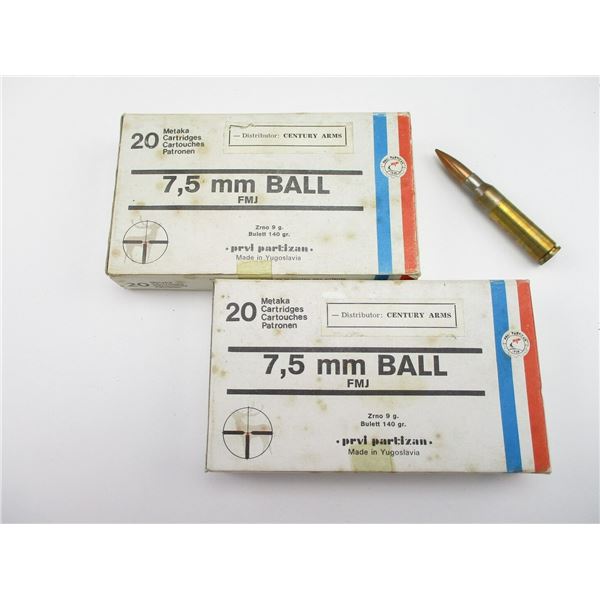 20
Metaka
Cartridges
Cartouches
Patronen
— Distributor: CENTURY ARMS
7,5 mm BALL
FMJ
Zrno 9 g.
Bulett 140 gr.
• prvi partizan •
Made in Yugoslavia
20
20
Metaka
Cartridges
Cartouches
Patronen
— Distributor: CENTURY ARMS
7,5 mm BALL
FMJ
Zrno 9 g.
Bulett 140 gr.
• prvi partizan •
Made in Yugoslavia